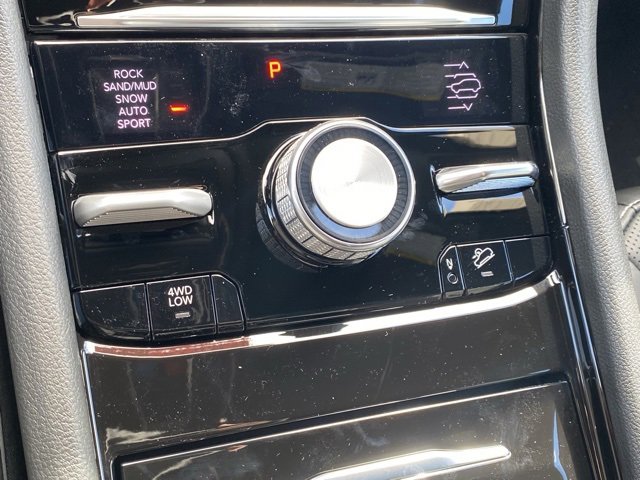 ROCK
SAND/MUD
SNOW
AUTO
SPORT
P
4WD
LOW
N